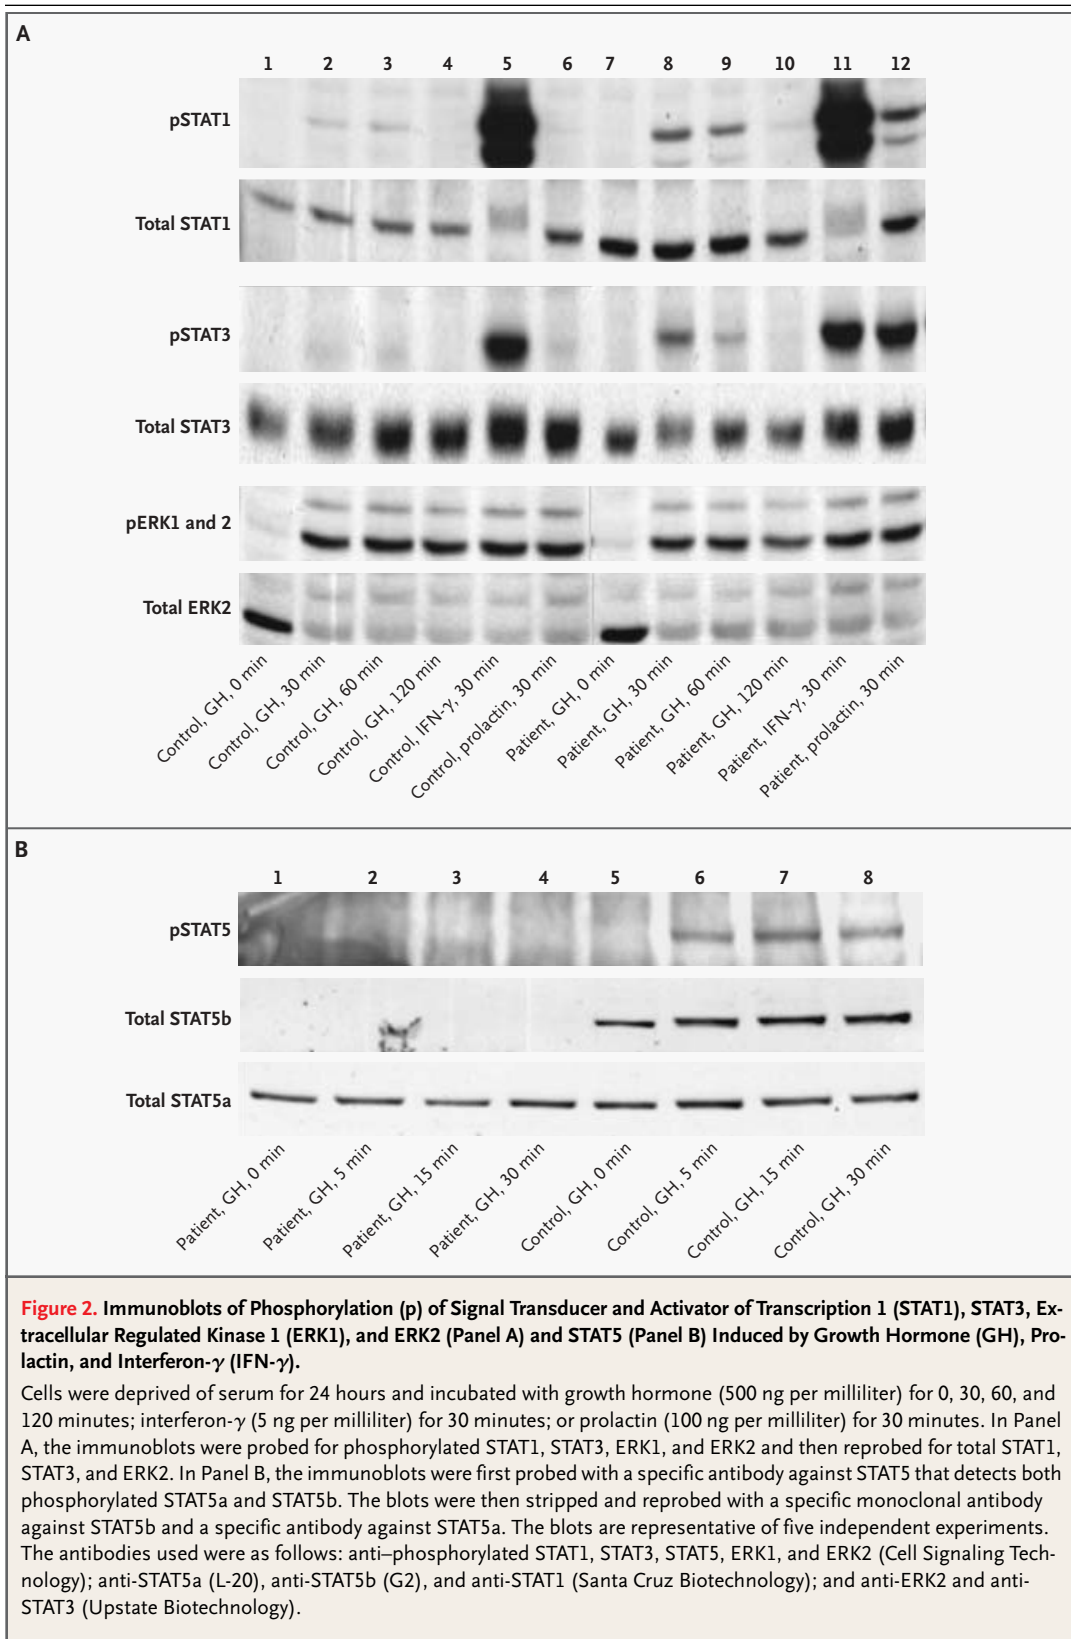 A
1 2 3 4 5 6 7 8 9 10 11 12
pSTAT1
Total STAT1
pSTAT3
Total STAT3
pERK1 and 2
Total ERK2
Control, GH, 0 min
Control, GH, 30 min
Control, GH, 60 min
Control, GH, 120 min
Control, IFN-γ, 30 min
Control, prolactin, 30 min
Patient, GH, 0 min
Patient, GH, 30 min
Patient, GH, 60 min
Patient, GH, 120 min
Patient, IFN-γ, 30 min
Patient, prolactin, 30 min
B
1 2 3 4 5 6 7 8
pSTAT5
Total STAT5b
Total STAT5a
Patient, GH, 0 min
Patient, GH, 5 min
Patient, GH, 15 min
Patient, GH, 30 min
Control, GH, 0 min
Control, GH, 5 min
Control, GH, 15 min
Control, GH, 30 min
Figure 2. Immunoblots of Phosphorylation (p) of Signal Transducer and Activator of Transcription 1 (STAT1), STAT3, Ex-
tracellular Regulated Kinase 1 (ERK1), and ERK2 (Panel A) and STAT5 (Panel B) Induced by Growth Hormone (GH), Pro-
lactin, and Interferon-γ (IFN-γ).
Cells were deprived of serum for 24 hours and incubated with growth hormone (500 ng per milliliter) for 0, 30, 60, and
120 minutes; interferon-γ (5 ng per milliliter) for 30 minutes; or prolactin (100 ng per milliliter) for 30 minutes. In Panel
A, the immunoblots were probed for phosphorylated STAT1, STAT3, ERK1, and ERK2 and then reprobed for total STAT1,
STAT3, and ERK2. In Panel B, the immunoblots were first probed with a specific antibody against STAT5 that detects both
phosphorylated STAT5a and STAT5b. The blots were then stripped and reprobed with a specific monoclonal antibody
against STAT5b and a specific antibody against STAT5a. The blots are representative of five independent experiments.
The antibodies used were as follows: anti–phosphorylated STAT1, STAT3, STAT5, ERK1, and ERK2 (Cell Signaling Tech-
nology); anti-STAT5a (L-20), anti-STAT5b (G2), and anti-STAT1 (Santa Cruz Biotechnology); and anti-ERK2 and anti-
STAT3 (Upstate Biotechnology).